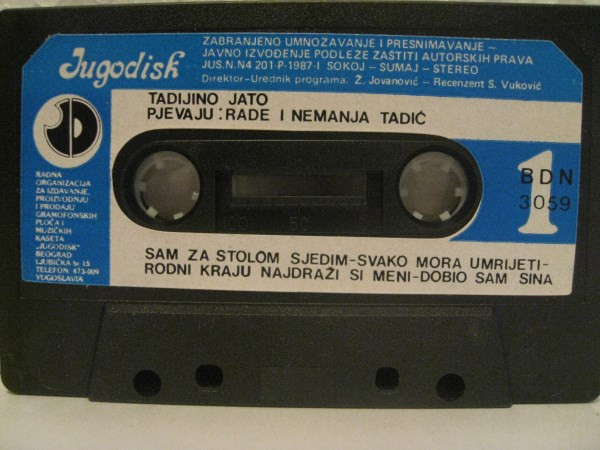 Jugodisk
ZABRANJENO UMNOŽAVANJE I PRESNIMAVANJE –
JAVNO IZVOĐENJE PODLEŽE ZAŠTITI AUTORSKIH PRAVA
JUS.N.N4 201-P-1987-I SOKOJ – SUMAJ – STEREO
Direktor-Urednik programa: Ž. Jovanović – Recenzent S. Vuković
TADIJINO JATO
PJEVAJU: RADE I NEMANJA TADIĆ
RADNA
ORGANIZACIJA
ZA IZDAVANJE,
PROIZVODNJU
I PRODAJU
GRAMOFONSKIH
PLOČA I
MUZIČKIH
KASETA
„JUGODISK"
BEOGRAD
LJUBIČKA br 15
TELEFON: 473-009
YUGOSLAVIA
50
1
BDN
3059
SAM ZA STOLOM SJEDIM-SVAKO MORA UMRIJETI-
RODNI KRAJU NAJDRAŽI SI MENI-DOBIO SAM SINA